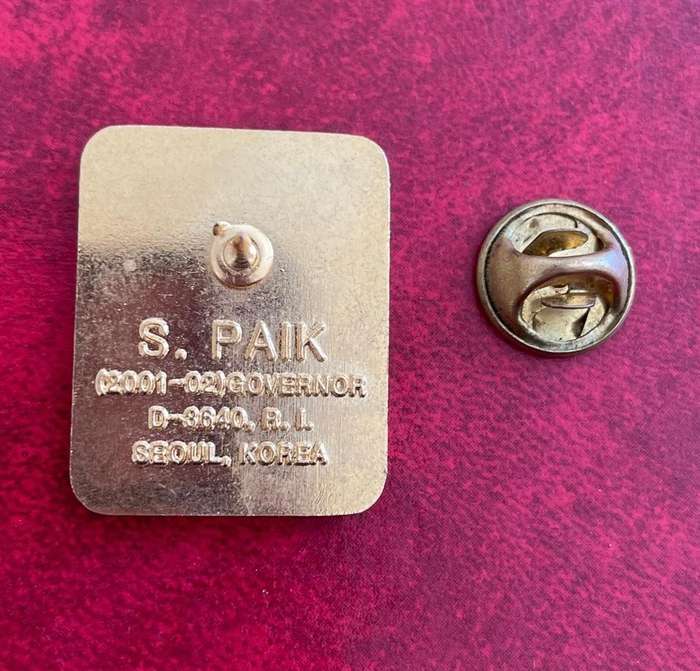 S. PAIK
(2001-02)GOVERNOR
D-3640, R. I.
SEOUL, KOREA